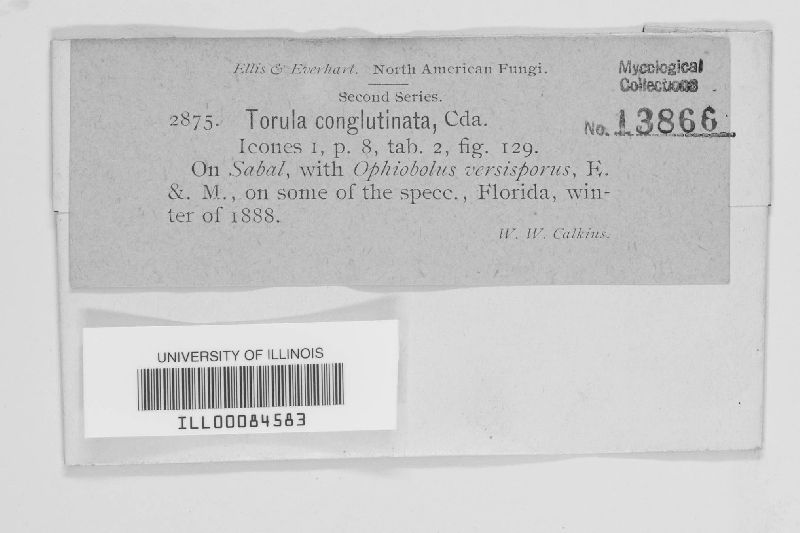 Ellis & Everhart. North American Fungi.
Second Series.
Mycological
Collections
No. 13866
2875. Torula conglutinata, Cda.
Icones 1, p. 8, tab. 2, fig. 129.
On Sabal, with Ophiobolus versisporus, E.
&. M., on some of the specc., Florida, win-
ter of 1888.
W. W. Calkins.
UNIVERSITY OF ILLINOIS
ILL00084583